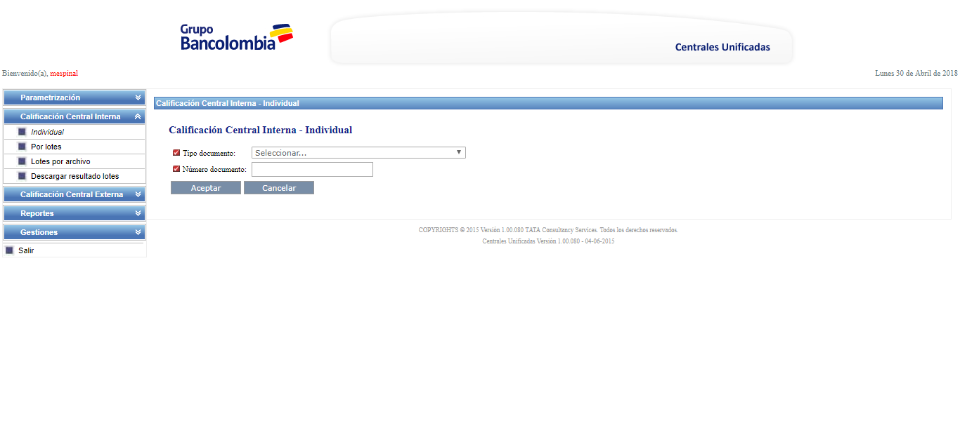 Grupo
Bancolombia
Centrales Unificadas
Bienvenido(a), mespinal
Lunes 30 de Abril de 2018
Parametrización
Calificación Central Interna
Individual
Por lotes
Lotes por archivo
Descargar resultado lotes
Calificación Central Externa
Reportes
Gestiones
Salir
Calificación Central Interna - Individual
Calificación Central Interna - Individual
Tipo documento: Seleccionar...
Número documento:
Aceptar Cancelar
COPYRIGHTS © 2015 Version 1.00.080 TATA Consultancy Services. Todos los derechos reservados.
Centrales Unificadas Versión 1.00.080 - 04-06-2015